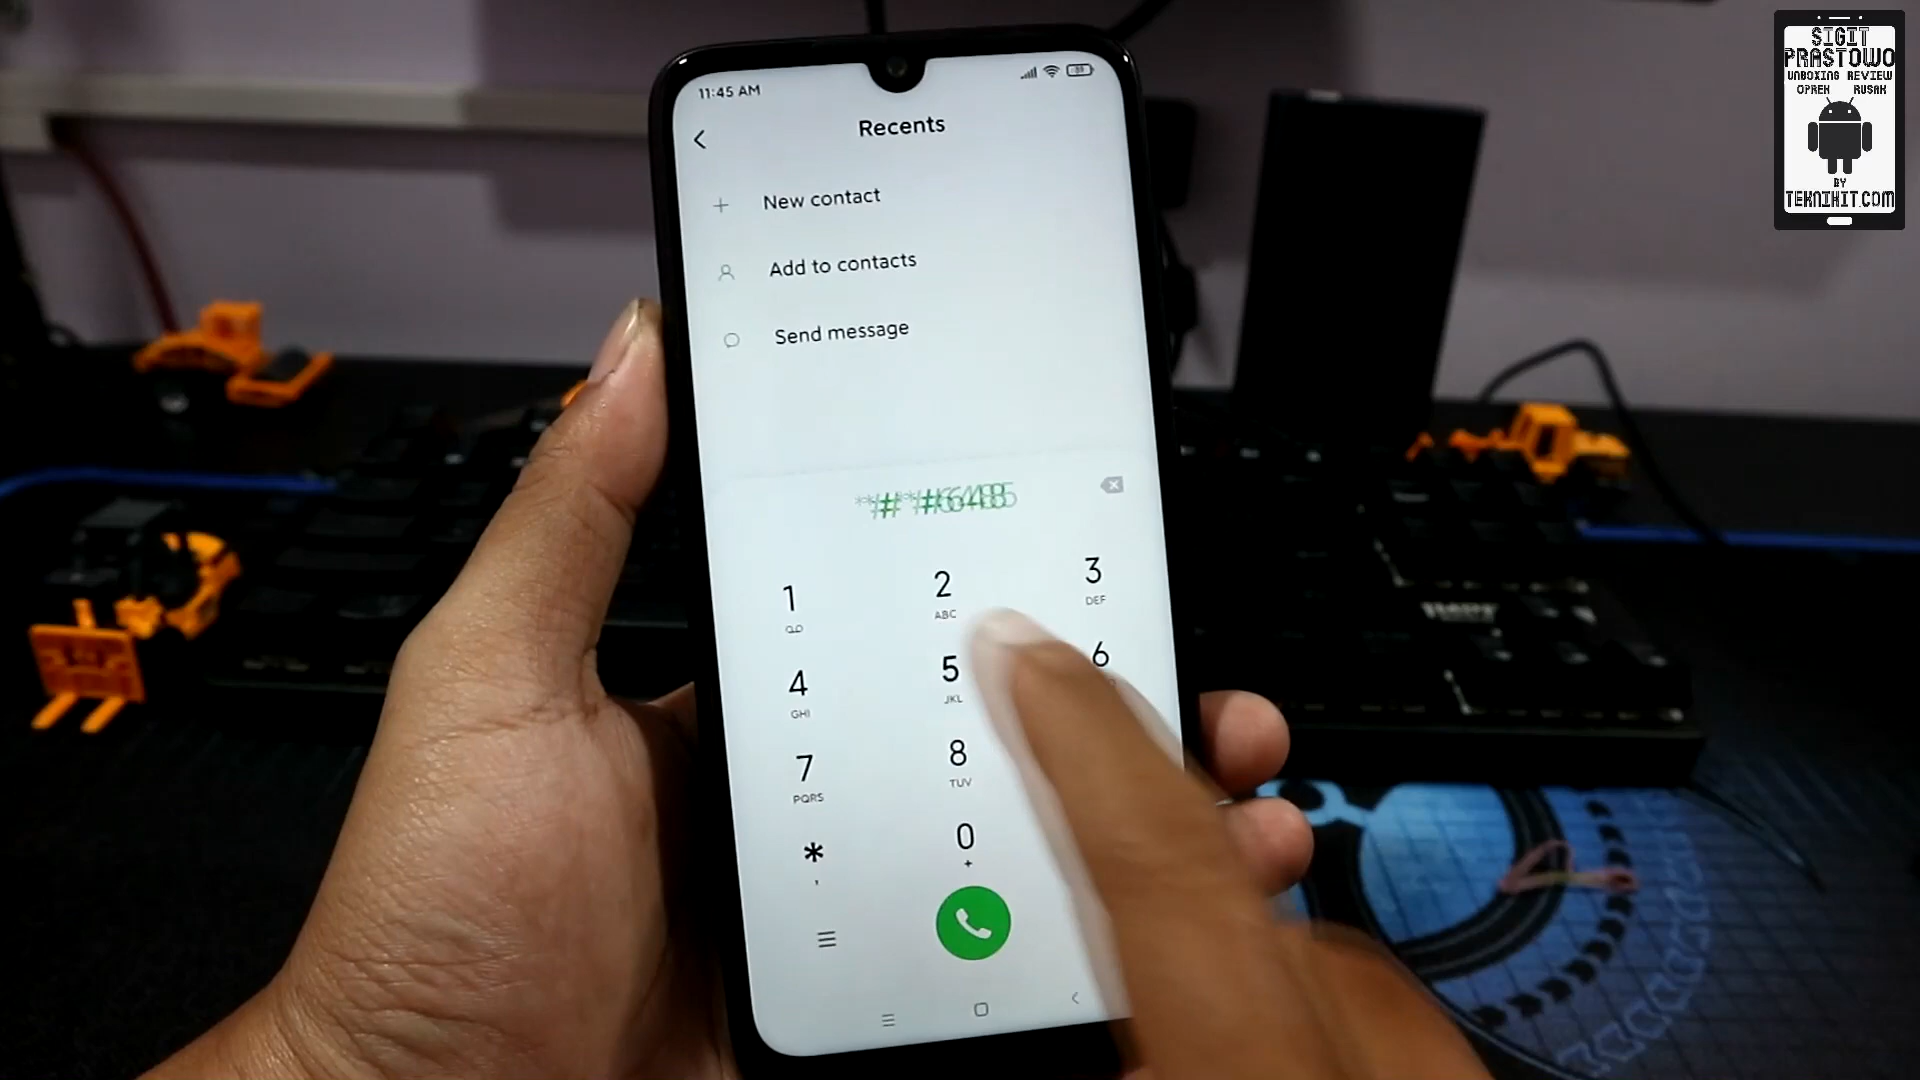 SIGIT
PRASTOWO
UNBOXING REVIEW
OPREK RUSAK
BY
TEKNIKIT.COM
11:45 AM
Recents
New contact
Add to contacts
Send message
1
2
ABC
3
DEF
4
GHI
5
JKL
6
7
PQRS
8
TUV
*
,
0
+